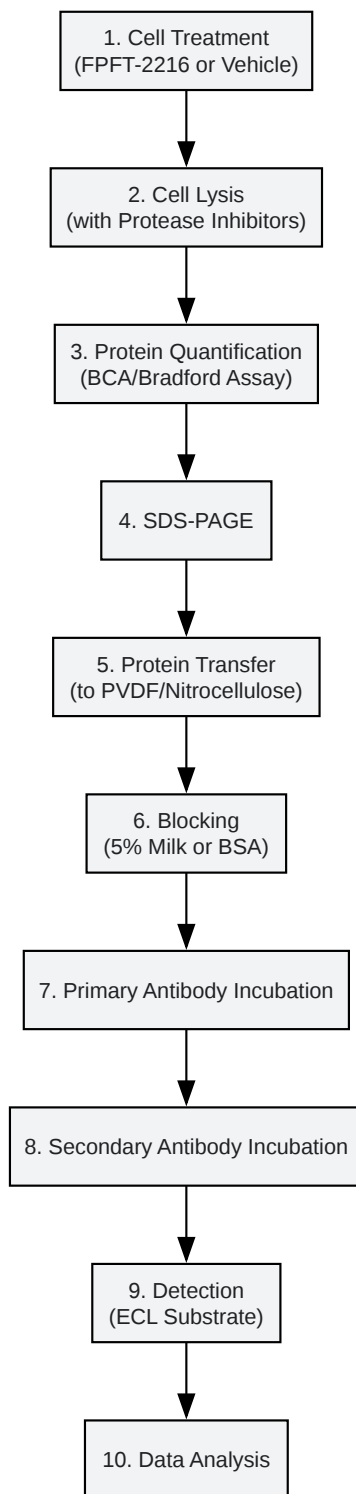 1. Cell Treatment
(FPFT-2216 or Vehicle)
2. Cell Lysis
(with Protease Inhibitors)
3. Protein Quantification
(BCA/Bradford Assay)
4. SDS-PAGE
5. Protein Transfer
(to PVDF/Nitrocellulose)
6. Blocking
(5% Milk or BSA)
7. Primary Antibody Incubation
8. Secondary Antibody Incubation
9. Detection
(ECL Substrate)
10. Data Analysis